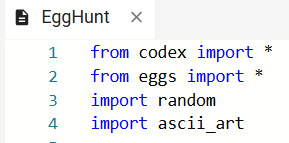 EggHunt
1 from codex import *
2 from eggs import *
3 import random
4 import ascii_art